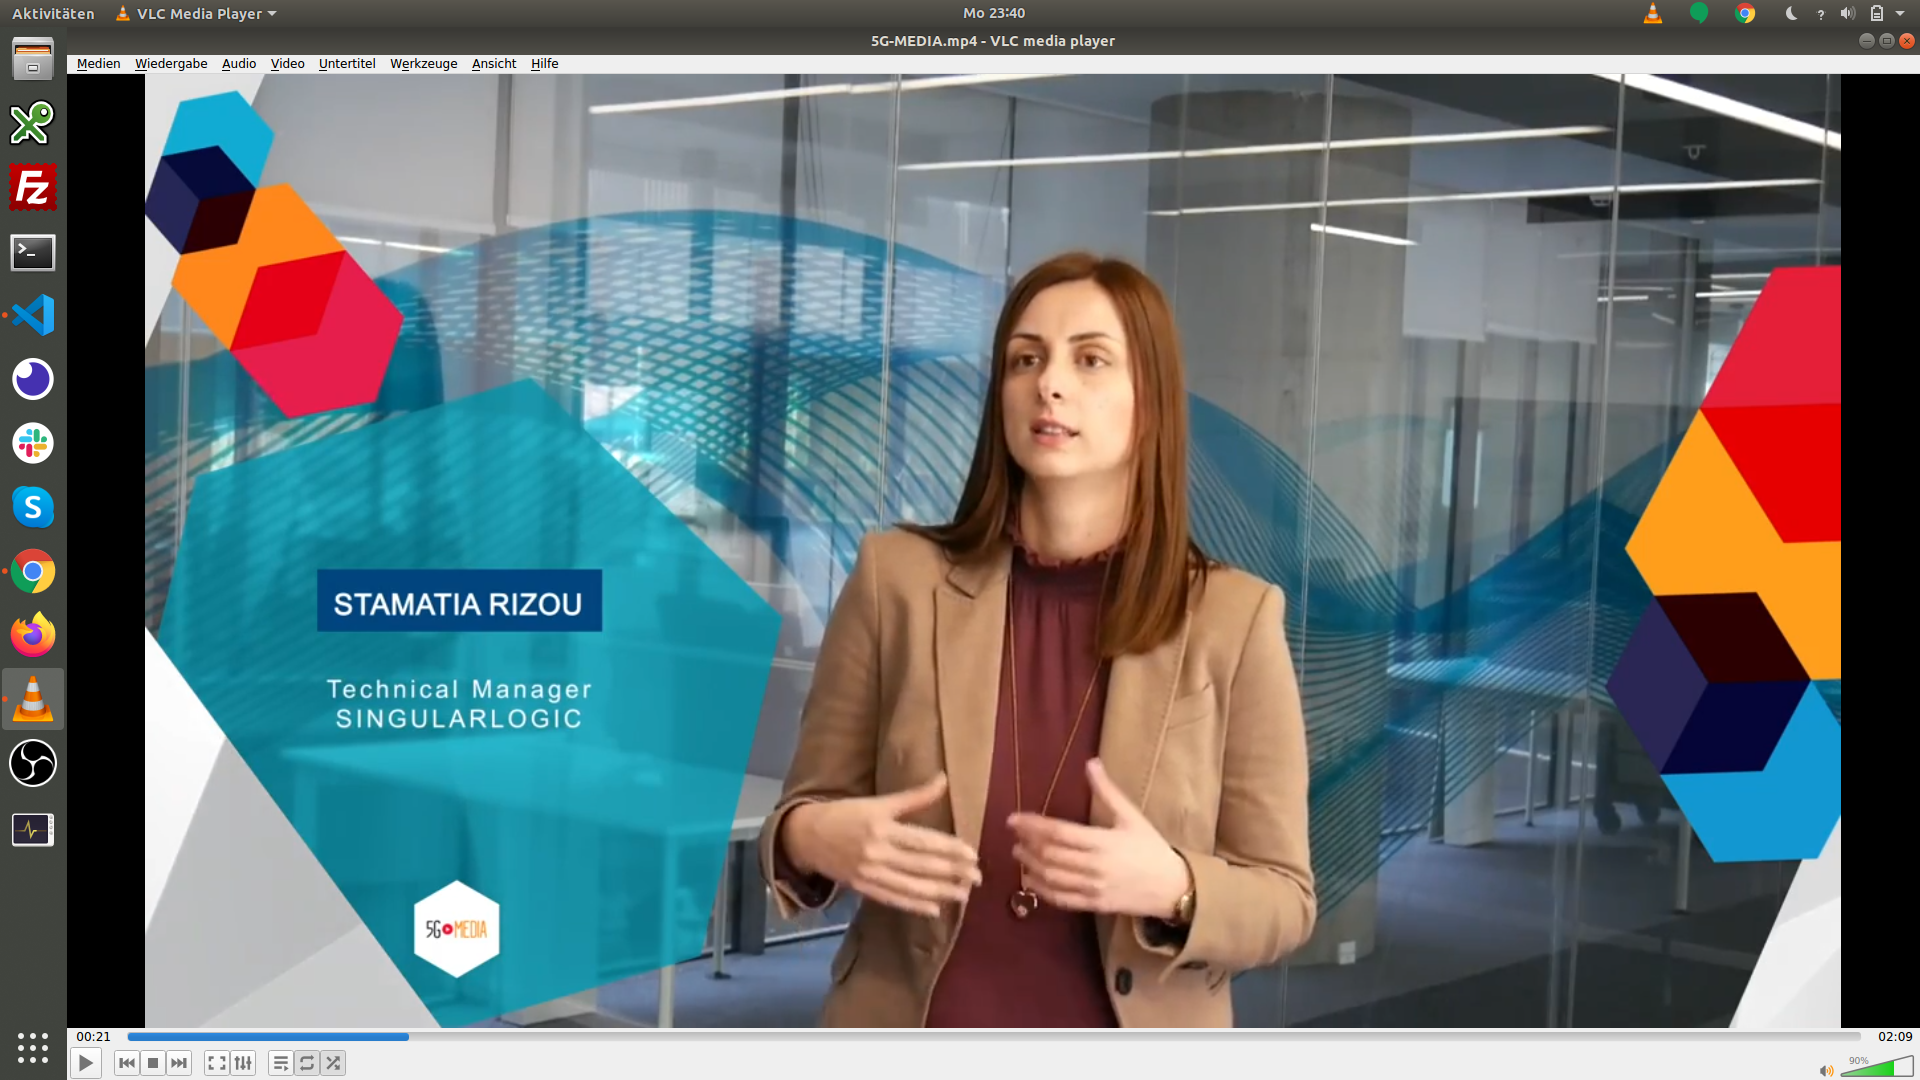 Aktivitäten
VLC Media Player
Mo 23:40
?
5G-MEDIA.mp4 - VLC media player
Medien Wiedergabe Audio Video Untertitel Werkzeuge Ansicht Hilfe
Fz
>_
S
STAMATIA RIZOU
Technical Manager
SINGULARLOGIC
5G MEDIA
00:21
02:09
90%